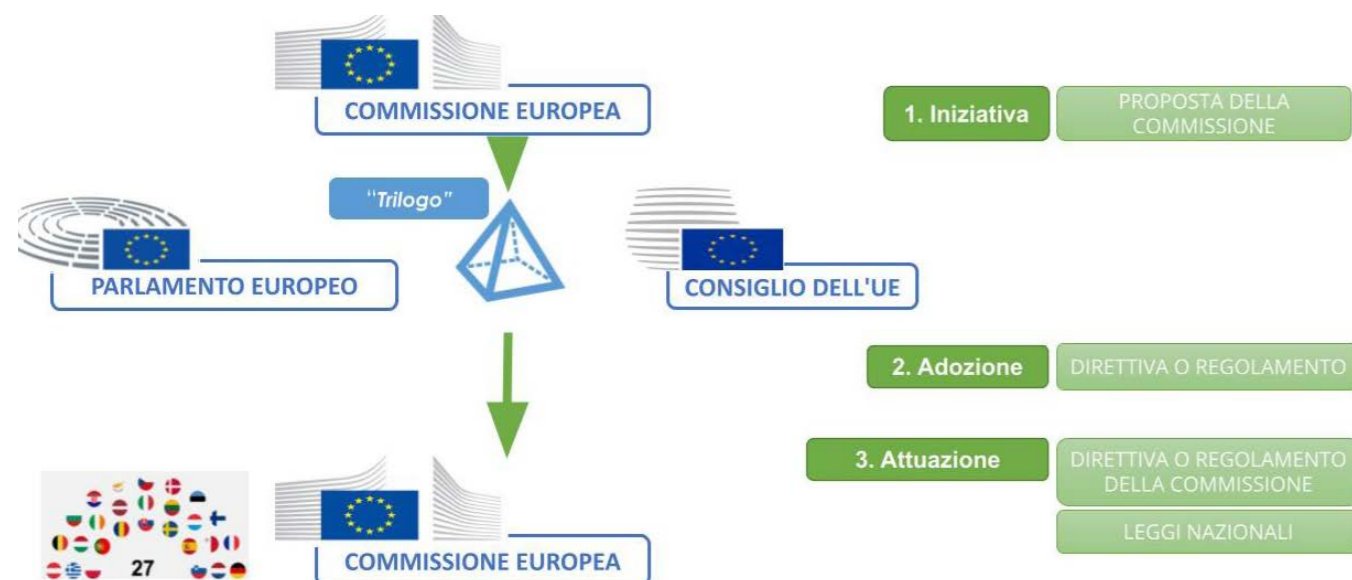 COMMISSIONE EUROPEA
1. Iniziativa
PROPOSTA DELLA
COMMISSIONE
"Trilogo"
PARLAMENTO EUROPEO
CONSIGLIO DELL'UE
2. Adozione
DIRETTIVA O REGOLAMENTO
3. Attuazione
DIRETTIVA O REGOLAMENTO
DELLA COMMISSIONE
LEGGI NAZIONALI
27
COMMISSIONE EUROPEA